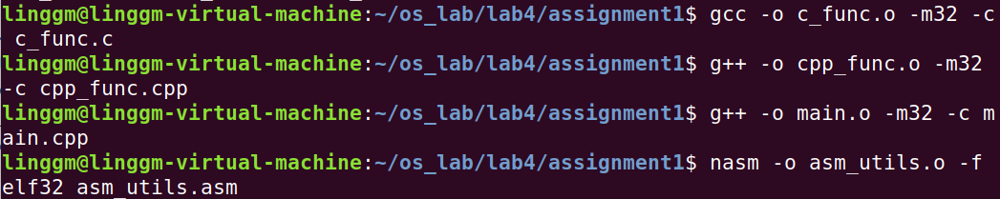 linggm@linggm-virtual-machine:~/os_lab/lab4/assignment1$ gcc -o c_func.o -m32 -c
 c_func.c
linggm@linggm-virtual-machine:~/os_lab/lab4/assignment1$ g++ -o cpp_func.o -m32
-c cpp_func.cpp
linggm@linggm-virtual-machine:~/os_lab/lab4/assignment1$ g++ -o main.o -m32 -c m
ain.cpp
linggm@linggm-virtual-machine:~/os_lab/lab4/assignment1$ nasm -o asm_utils.o -f
elf32 asm_utils.asm